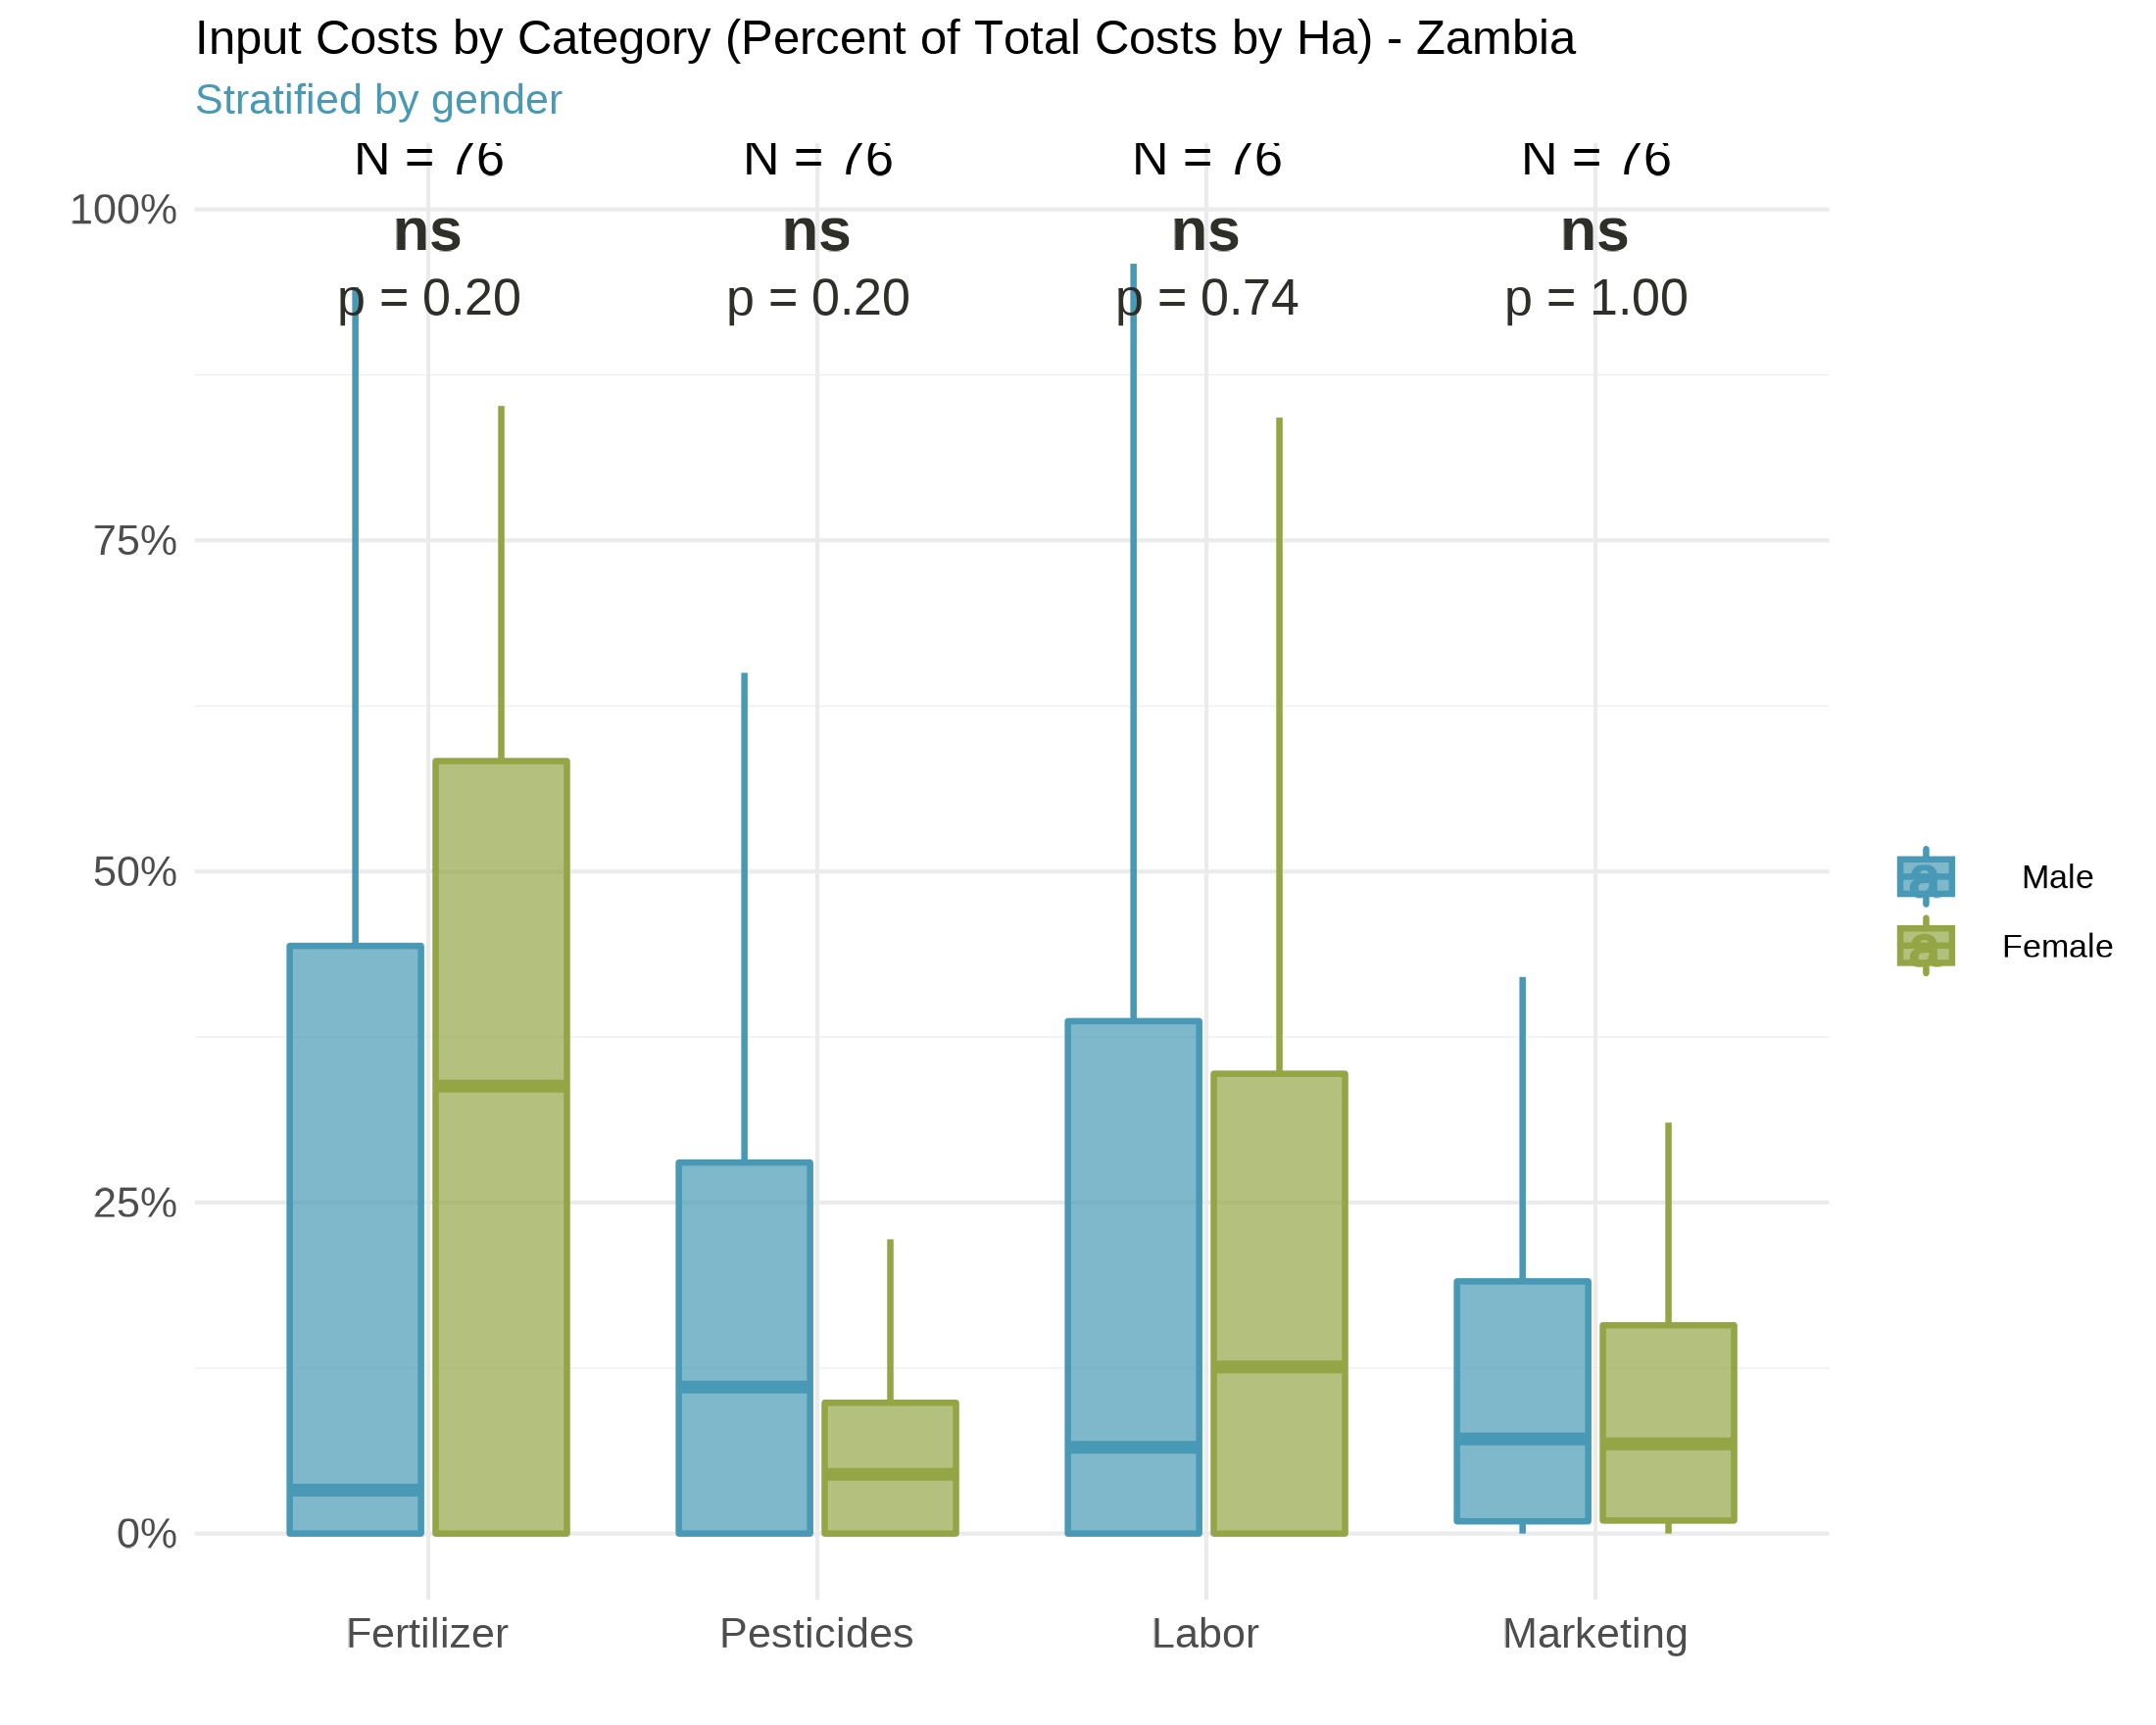 Input Costs by Category (Percent of Total Costs by Ha) - Zambia
Stratified by gender
N = 76 N = 76 N = 76 N = 76
100%
ns ns ns ns
p = 0.20 p = 0.20 p = 0.74 p = 1.00
75%
50%
a Male
a Female
25%
0%
Fertilizer Pesticides Labor Marketing